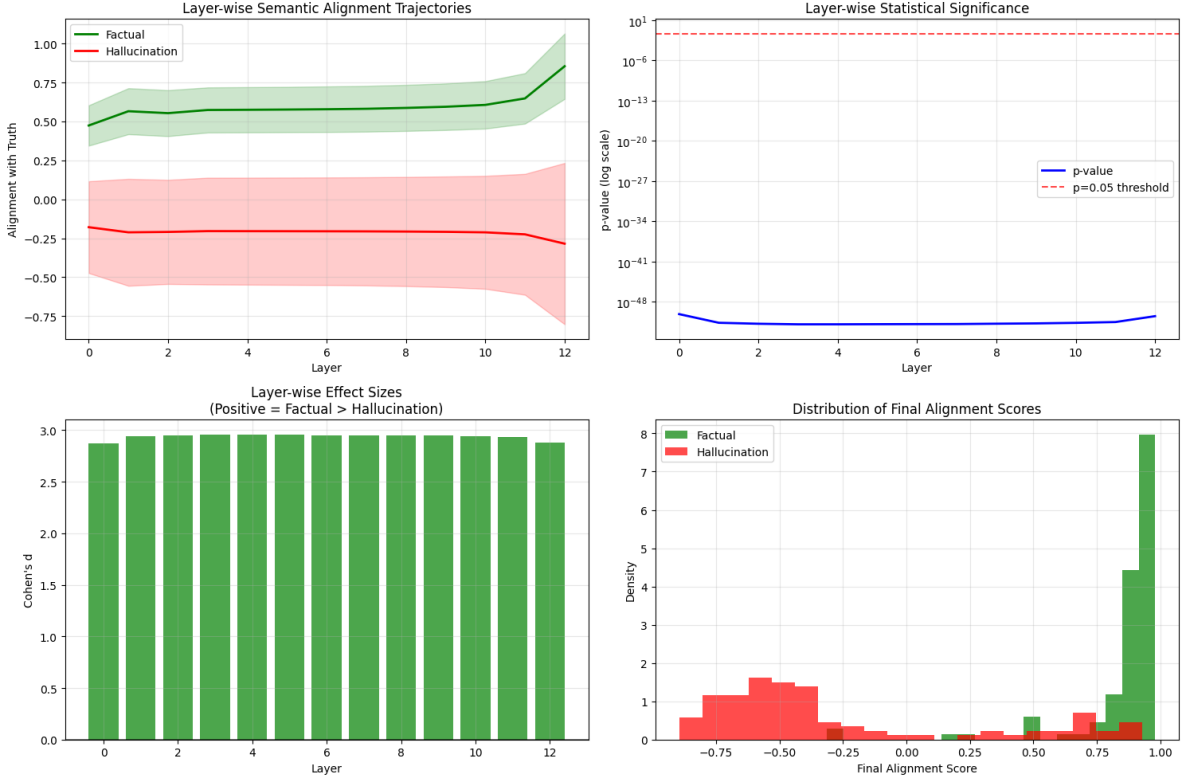 Layer-wise Semantic Alignment Trajectories
Factual
Hallucination
1.00
0.75
0.50
0.25
0.00
−0.25
−0.50
−0.75
Alignment with Truth
0 2 4 6 8 10 12
Layer
Layer-wise Statistical Significance
10^1
10^-6
10^-13
10^-20
10^-27
10^-34
10^-41
10^-48
p-value (log scale)
p-value
p=0.05 threshold
0 2 4 6 8 10 12
Layer
Layer-wise Effect Sizes
(Positive = Factual > Hallucination)
3.0
2.5
2.0
1.5
1.0
0.5
0.0
Cohen's d
0 2 4 6 8 10 12
Layer
Distribution of Final Alignment Scores
Factual
Hallucination
8
7
6
5
4
3
2
1
0
Density
−0.75 −0.50 −0.25 0.00 0.25 0.50 0.75 1.00
Final Alignment Score